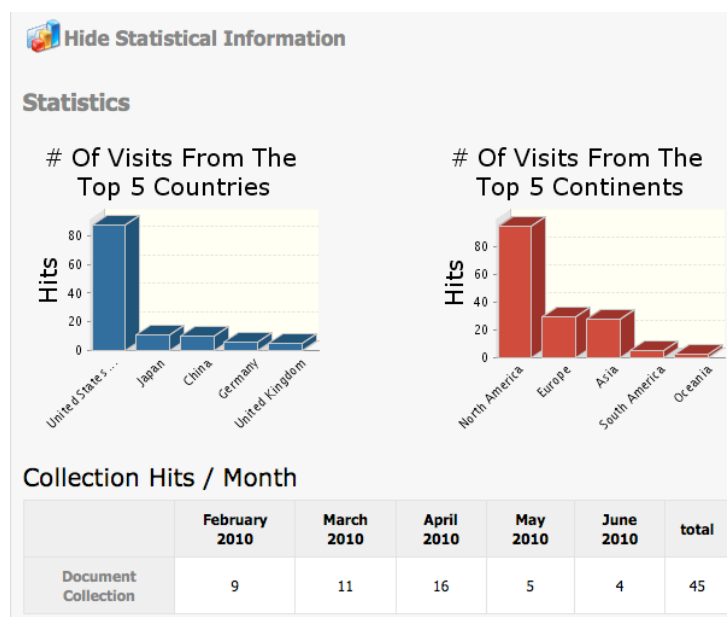 Hide Statistical Information
Statistics
# Of Visits From The
Top 5 Countries
Hits
80
60
40
20
0
United States...
Japan
China
Germany
United Kingdom
# Of Visits From The
Top 5 Continents
Hits
80
60
40
20
0
North America
Europe
Asia
South America
Oceania
Collection Hits / Month
February 2010 March 2010 April 2010 May 2010 June 2010 total
Document Collection 9 11 16 5 4 45